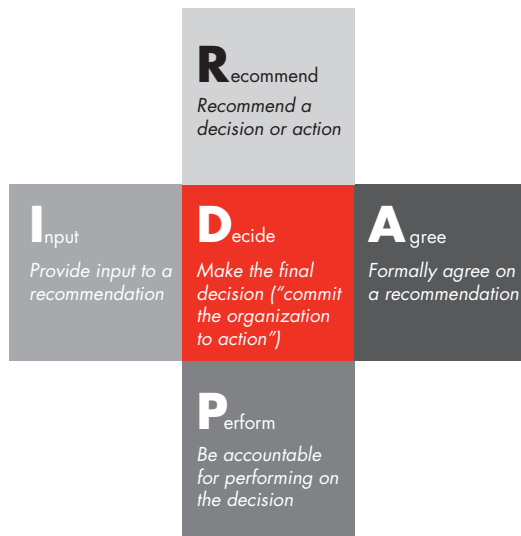 Recommend
Recommend a
decision or action
Input
Provide input to a
recommendation
Decide
Make the final
decision (“commit
the organization
to action”)
Agree
Formally agree on
a recommendation
Perform
Be accountable
for performing on
the decision